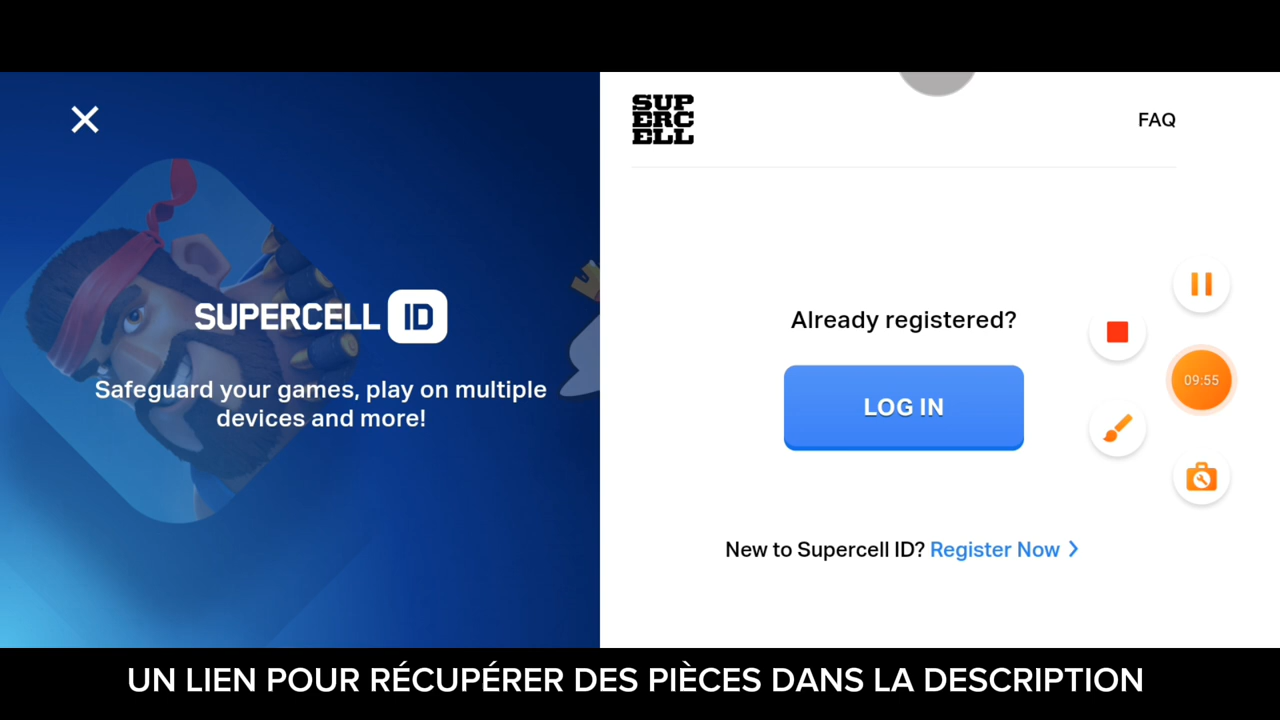 SUPERCELL ID
Safeguard your games, play on multiple
devices and more!
SUP
ERC
ELL
FAQ
Already registered?
LOG IN
New to Supercell ID? Register Now
09:55
UN LIEN POUR RÉCUPÉRER DES PIÈCES DANS LA DESCRIPTION